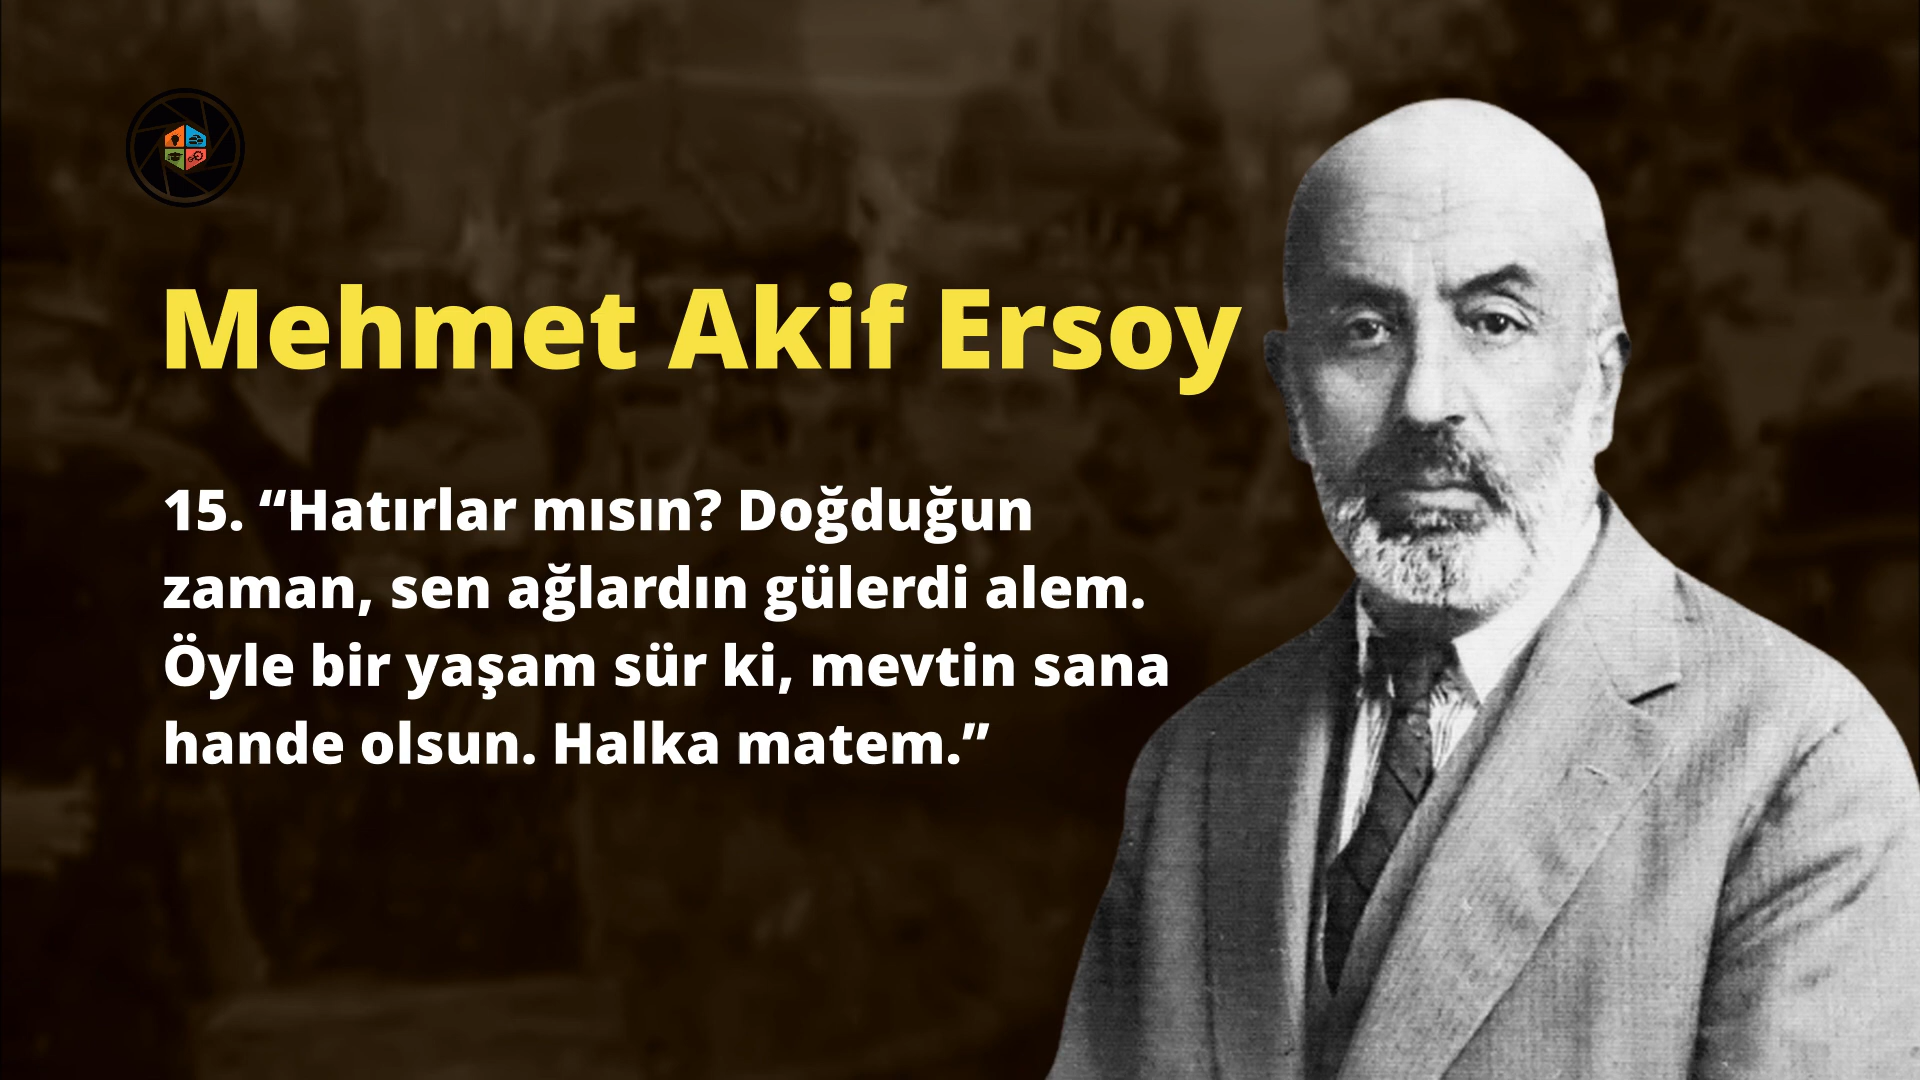 Mehmet Akif Ersoy
15. “Hatırlar mısın? Doğduğun
zaman, sen ağlardın gülerdi alem.
Öyle bir yaşam sür ki, mevtin sana
hande olsun. Halka matem.”